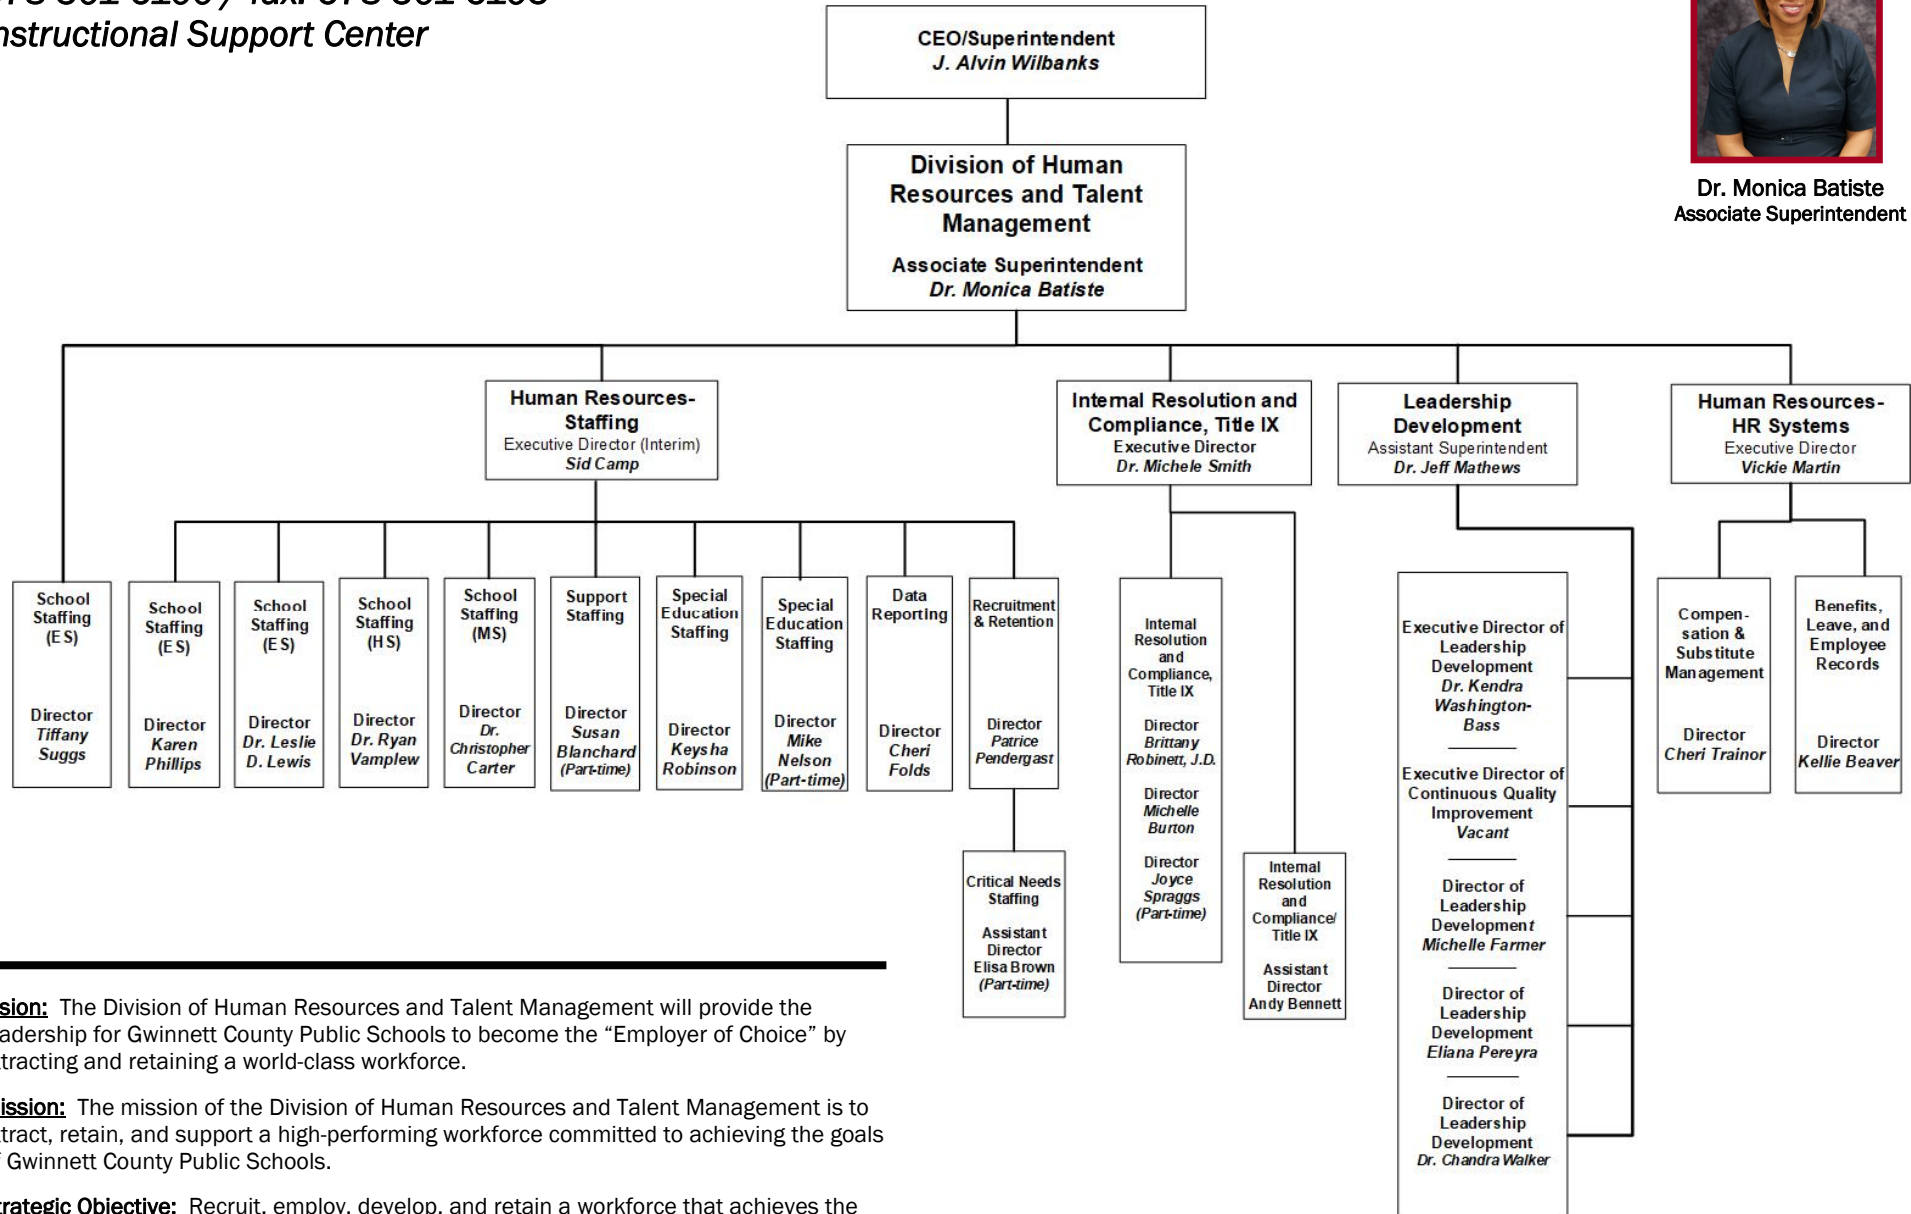 Instructional Support Center
CEO/Superintendent
J. Alvin Wilbanks
Dr. Monica Batiste
Associate Superintendent
Division of Human
Resources and Talent
Management
Associate Superintendent
Dr. Monica Batiste
Human Resources-
Staffing
Executive Director (Interim)
Sid Camp
Internal Resolution and
Compliance, Title IX
Executive Director
Dr. Michele Smith
Leadership
Development
Assistant Superintendent
Dr. Jeff Mathews
Human Resources-
HR Systems
Executive Director
Vickie Martin
School
Staffing
(ES)
Director
Tiffany
Suggs
School
Staffing
(ES)
Director
Karen
Phillips
School
Staffing
(ES)
Director
Dr. Leslie
D. Lewis
School
Staffing
(HS)
Director
Dr. Ryan
Vamplew
School
Staffing
(MS)
Director
Dr.
Christopher
Carter
Support
Staffing
Director
Susan
Blanchard
(Part-time)
Special
Education
Staffing
Director
Keysha
Robinson
Special
Education
Staffing
Director
Mike
Nelson
(Part-time)
Data
Reporting
Director
Cheri
Folds
Recruitment
& Retention
Director
Patrice
Pendergast
Critical Needs
Staffing
Assistant
Director
Elisa Brown
(Part-time)
Internal
Resolution
and
Compliance,
Title IX
Director
Brittany
Robinett, J.D.
Director
Michelle
Burton
Director
Joyce
Spraggs
(Part-time)
Internal
Resolution
and
Compliance/
Title IX
Assistant
Director
Andy Bennett
Executive Director of
Leadership
Development
Dr. Kendra
Washington-
Bass
Executive Director of
Continuous Quality
Improvement
Vacant
Director of
Leadership
Development
Michelle Farmer
Director of
Leadership
Development
Eliana Pereyra
Director of
Leadership
Development
Dr. Chandra Walker
Compen-
sation &
Substitute
Management
Director
Cheri Trainor
Benefits,
Leave, and
Employee
Records
Director
Kellie Beaver
sion: The Division of Human Resources and Talent Management will provide the
adership for Gwinnett County Public Schools to become the “Employer of Choice” by
tracting and retaining a world-class workforce.
ission: The mission of the Division of Human Resources and Talent Management is to
tract, retain, and support a high-performing workforce committed to achieving the goals
f Gwinnett County Public Schools.
trategic Objective: Recruit, employ, develop, and retain a workforce that achieves the